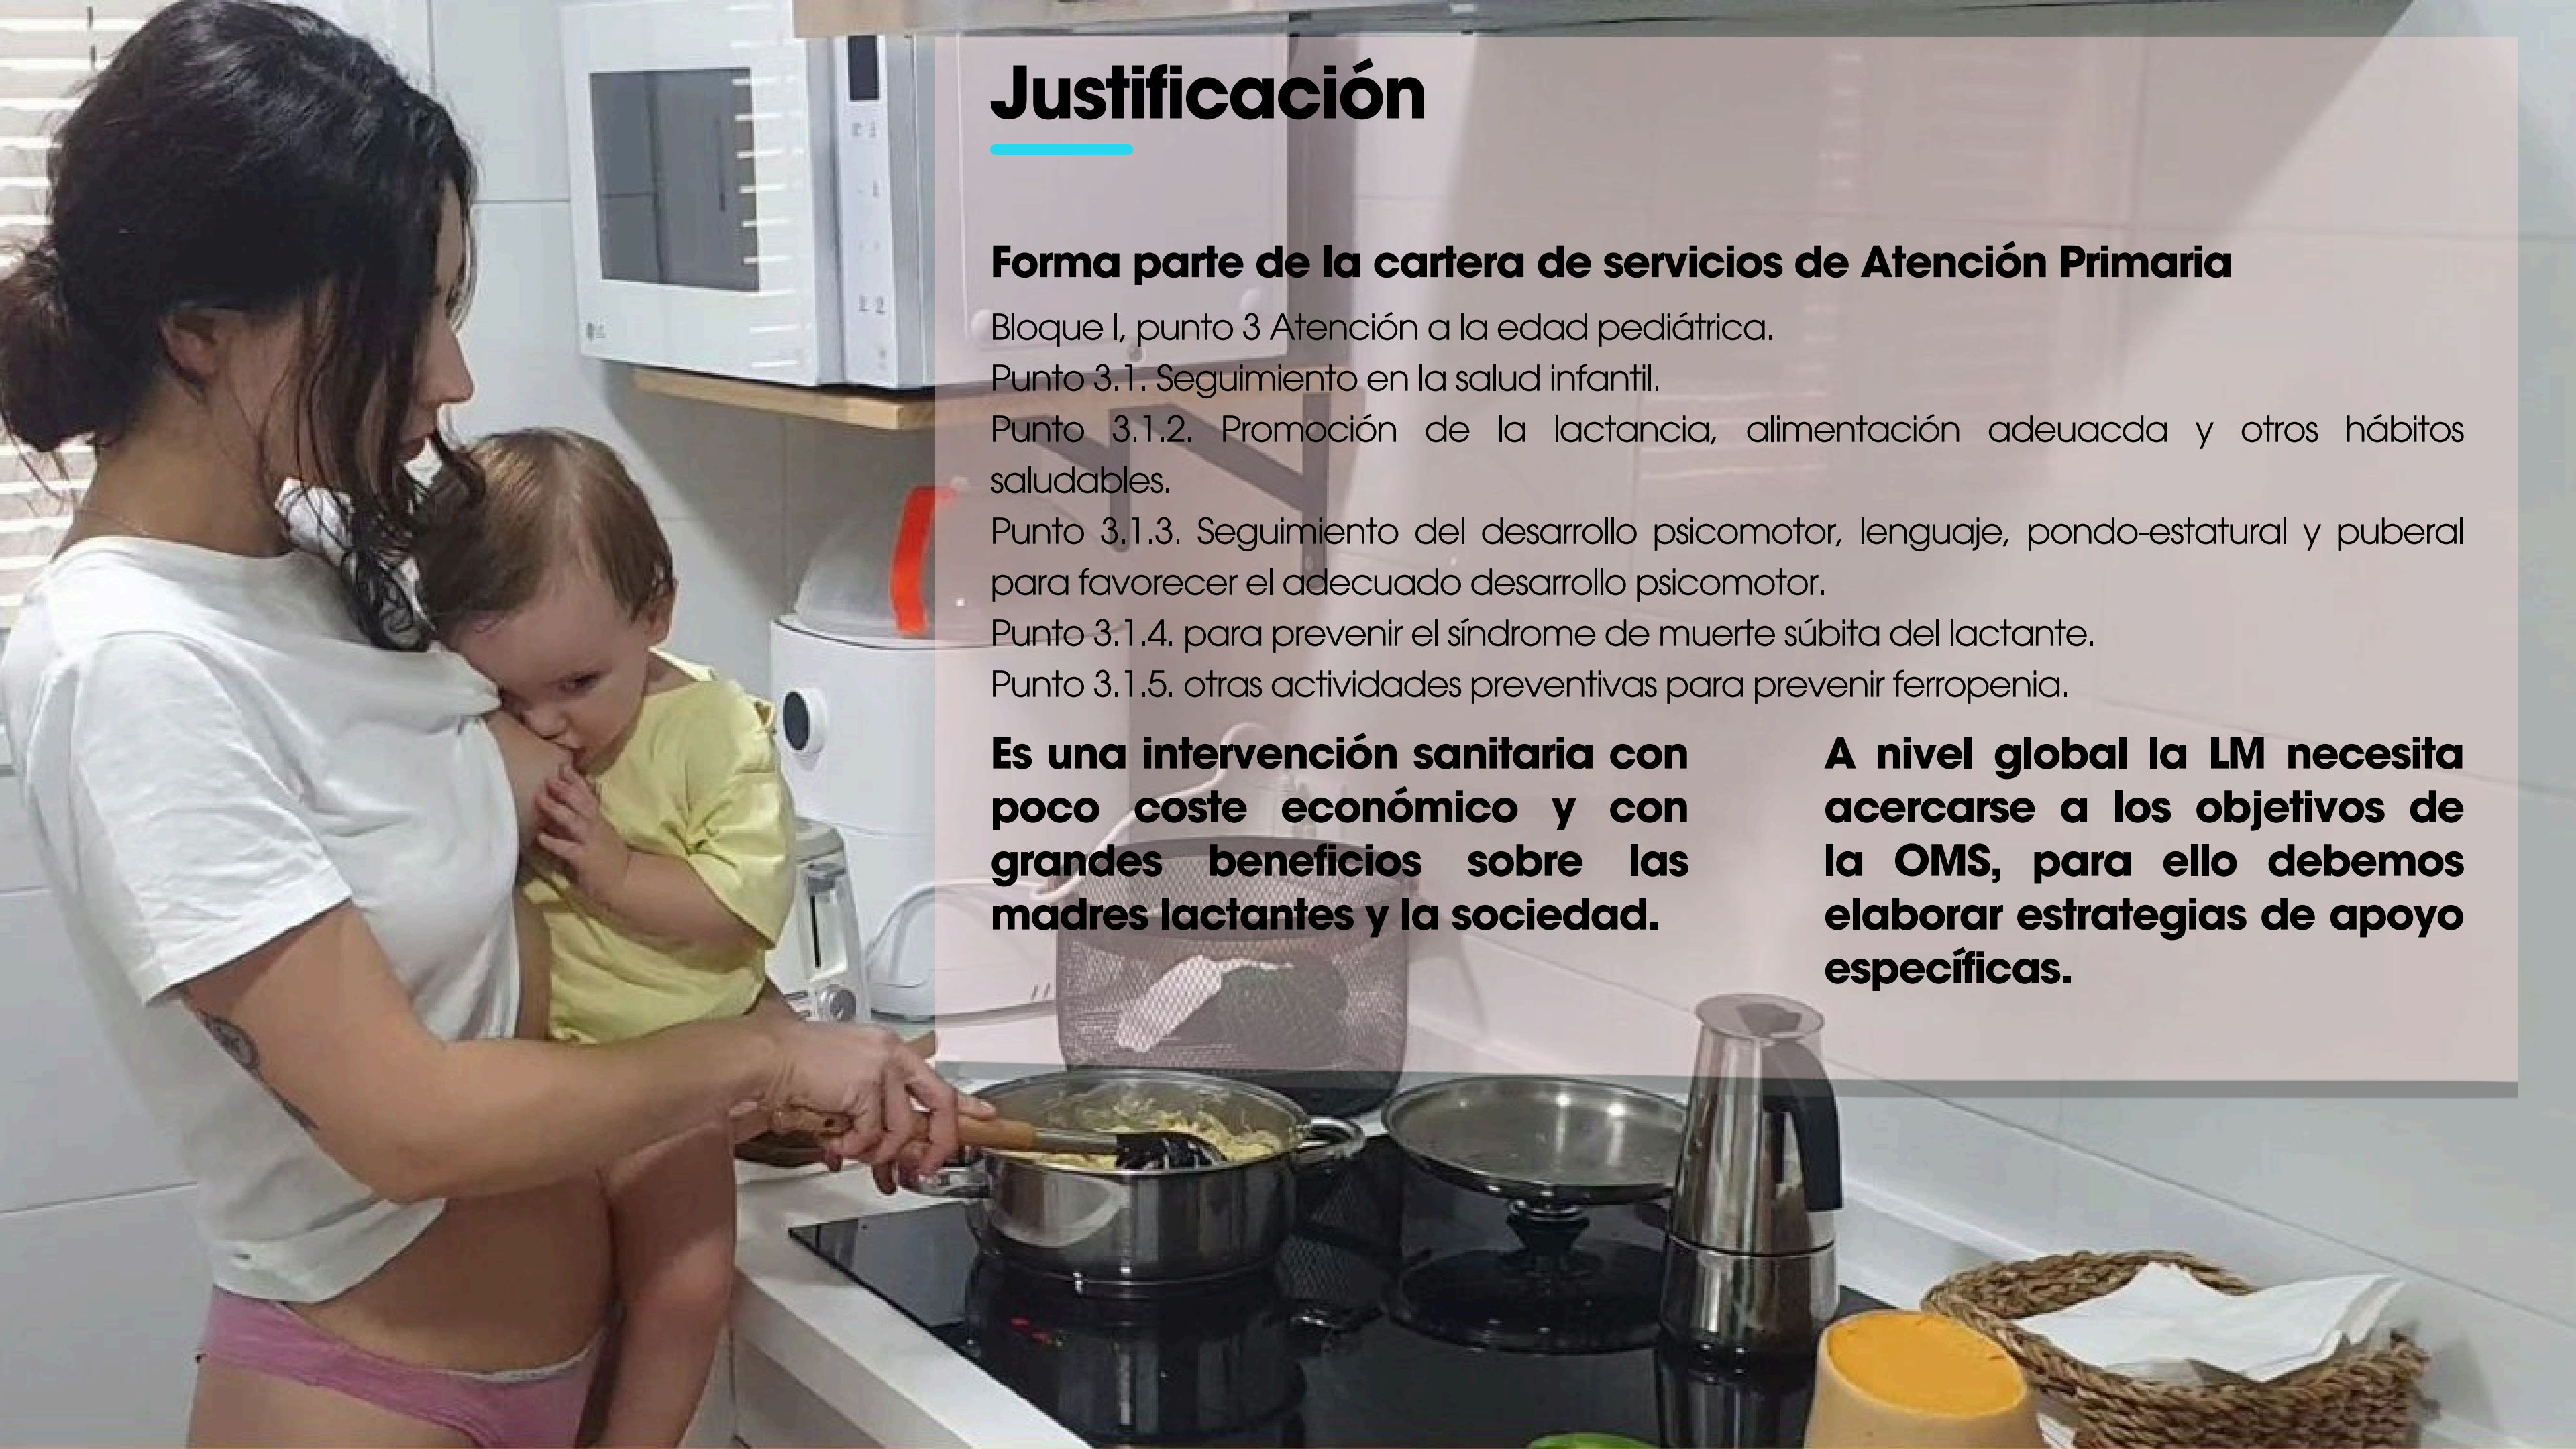 Justificación
Forma parte de la cartera de servicios de Atención Primaria
Bloque I, punto 3 Atención a la edad pediátrica.
Punto 3.1. Seguimiento en la salud infantil.
Punto 3.1.2. Promoción de la lactancia, alimentación adeuacda y otros hábitos
saludables.
Punto 3.1.3. Seguimiento del desarrollo psicomotor, lenguaje, pondo-estatural y puberal
para favorecer el adecuado desarrollo psicomotor.
Punto 3.1.4. para prevenir el síndrome de muerte súbita del lactante.
Punto 3.1.5. otras actividades preventivas para prevenir ferropenia.
Es una intervención sanitaria con
poco coste económico y con
grandes beneficios sobre las
madres lactantes y la sociedad.
A nivel global la LM necesita
acercarse a los objetivos de
la OMS, para ello debemos
elaborar estrategias de apoyo
específicas.